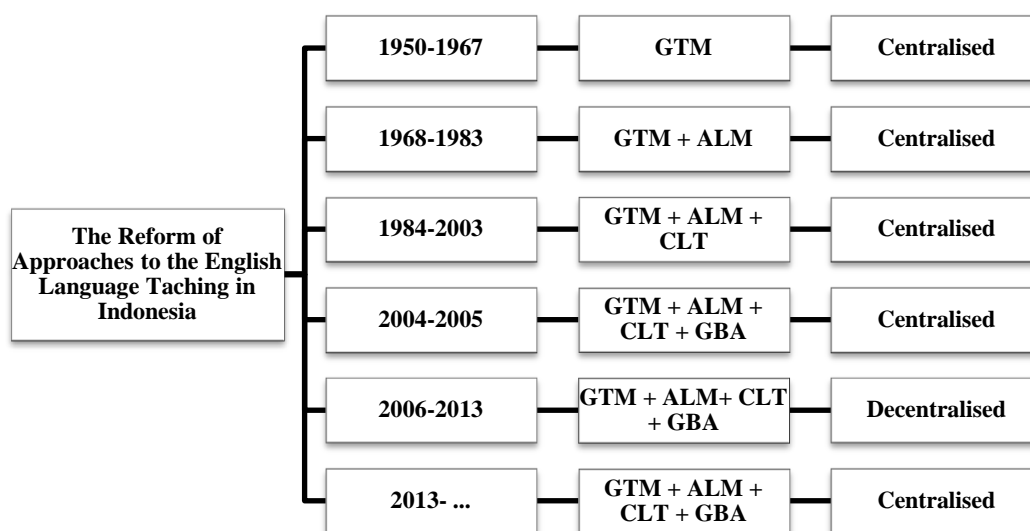 1950-1967
GTM
Centralised
1968-1983
GTM + ALM
Centralised
1984-2003
GTM + ALM +
CLT
Centralised
The Reform of
Approaches to the English
Language Taching in
Indonesia
2004-2005
GTM + ALM +
CLT + GBA
Centralised
2006-2013
GTM + ALM+ CLT
+ GBA
Decentralised
2013- ...
GTM + ALM +
CLT + GBA
Centralised